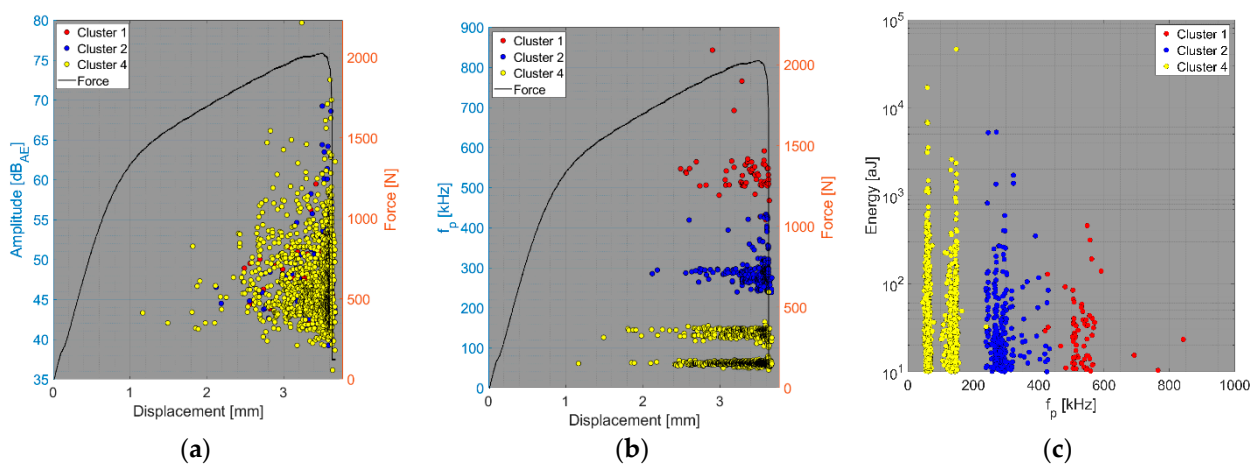 80
75
70
65
60
55
50
45
40
35
Amplitude [dB_AE]
Cluster 1
Cluster 2
Cluster 4
Force
2000
1500
1000
500
0
Force [N]
0 1 2 3
Displacement [mm]
(a)
900
800
700
600
500
400
300
200
100
0
f_p [kHz]
Cluster 1
Cluster 2
Cluster 4
Force
2000
1500
1000
500
0
Force [N]
0 1 2 3
Displacement [mm]
(b)
10^5
10^4
10^3
10^2
10^1
Energy [aJ]
Cluster 1
Cluster 2
Cluster 4
0 200 400 600 800 1000
f_p [kHz]
(c)